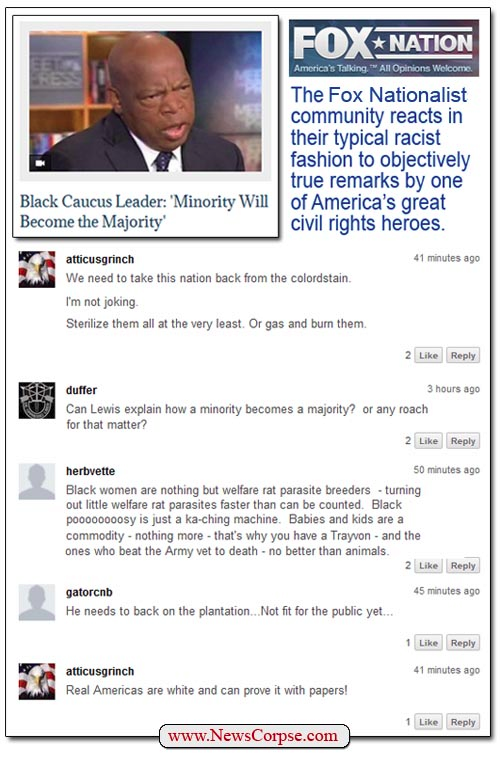 MEET THE
PRESS
Black Caucus Leader: 'Minority Will
Become the Majority'
FOX★NATION
America's Talking.™ All Opinions Welcome.
The Fox Nationalist
community reacts in
their typical racist
fashion to objectively
true remarks by one
of America's great
civil rights heroes.
atticusgrinch 41 minutes ago
We need to take this nation back from the colordstain.
I'm not joking.
Sterilize them all at the very least. Or gas and burn them.
2 Like Reply
duffer 3 hours ago
Can Lewis explain how a minority becomes a majority? or any roach
for that matter?
2 Like Reply
herbvette 50 minutes ago
Black women are nothing but welfare rat parasite breeders - turning
out little welfare rat parasites faster than can be counted. Black
poooooooosy is just a ka-ching machine. Babies and kids are a
commodity - nothing more - that's why you have a Trayvon - and the
ones who beat the Army vet to death - no better than animals.
2 Like Reply
gatorcnb 45 minutes ago
He needs to back on the plantation...Not fit for the public yet...
1 Like Reply
atticusgrinch 41 minutes ago
Real Americas are white and can prove it with papers!
1 Like Reply
www.NewsCorpse.com